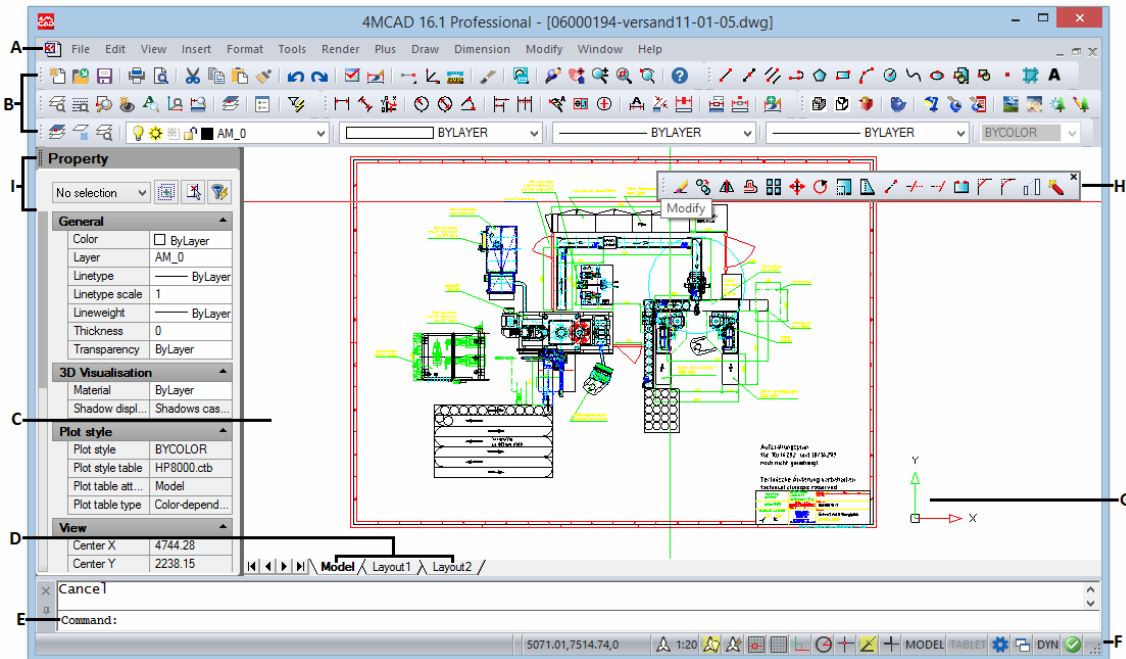 4M
CAD
4MCAD 16.1 Professional - [06000194-versand11-01-05.dwg]
A
File Edit View Insert Format Tools Render Plus Draw Dimension Modify Window Help
B
A
AM_0 BYLAYER BYLAYER BYLAYER BYCOLOR
I
Property
No selection
H
Modify
General
Color ByLayer
Layer AM_0
Linetype ByLayer
Linetype scale 1
Lineweight ByLayer
Thickness 0
Transparency ByLayer
3D Visualisation
Material ByLayer
Shadow displ... Shadows cas...
C
Plot style
Plot style BYCOLOR
Plot style table HP8000.ctb
Plot table att... Model
Plot table type Color-depend...
View
Center X 4744.28
Center Y 2238.15
technical changes reserved
Y
X
G
D
Model Layout1 Layout2
Cancel
E
Command:
5071.01,7514.74,0 1:20 MODEL TABLET DYN
F